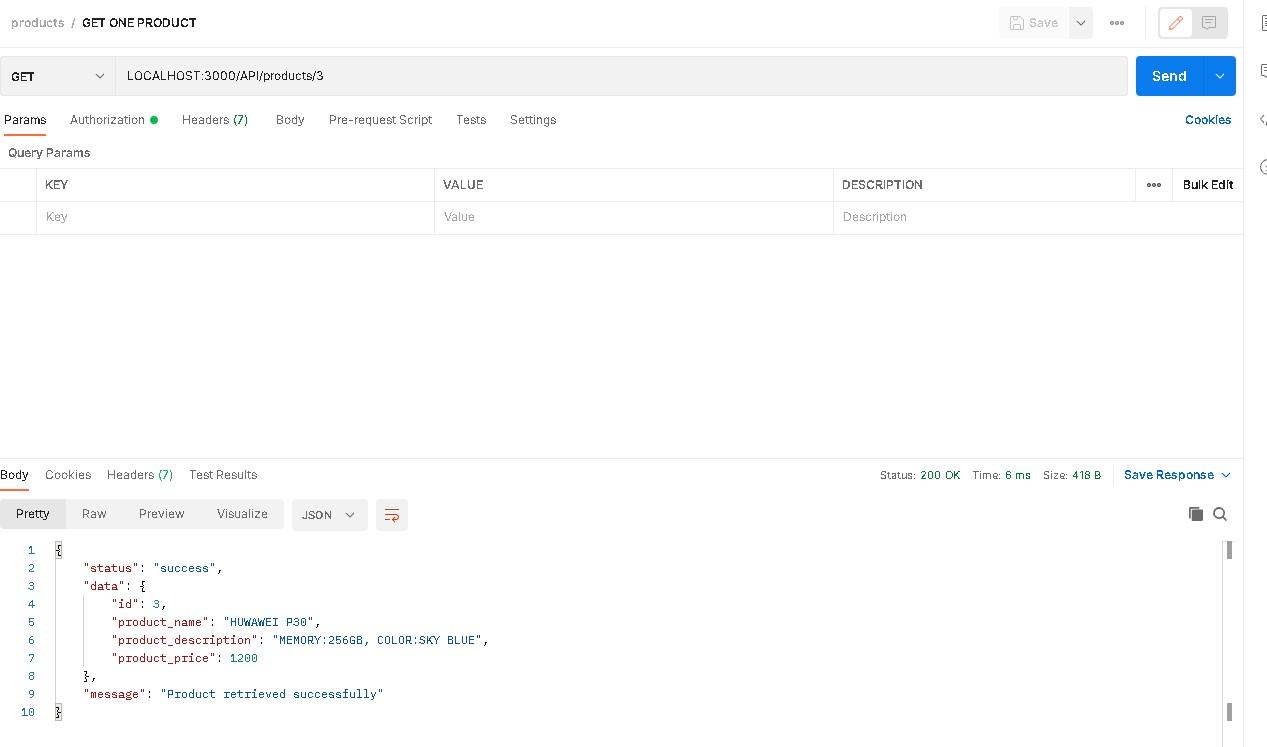 products / GET ONE PRODUCT
Save
GET
LOCALHOST:3000/API/products/3
Send
Params Authorization Headers (7) Body Pre-request Script Tests Settings Cookies
Query Params
KEY VALUE DESCRIPTION Bulk Edit
Key Value Description
Body Cookies Headers (7) Test Results Status: 200 OK Time: 6 ms Size: 418 B Save Response
Pretty Raw Preview Visualize JSON
1 {
2 "status": "success",
3 "data": {
4 "id": 3,
5 "product_name": "HUWAWEI P30",
6 "product_description": "MEMORY:256GB, COLOR:SKY BLUE",
7 "product_price": 1200
8 },
9 "message": "Product retrieved successfully"
10 }